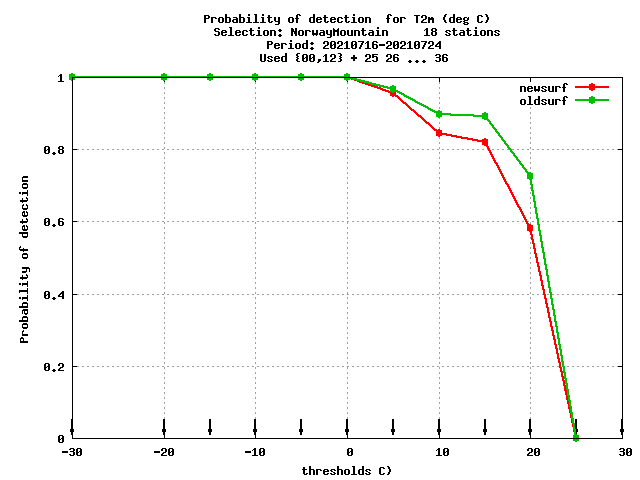 Probability of detection  for T2m (deg C)
Selection: NorwayMountain     18 stations
Period: 20210716-20210724
Used {00,12} + 25 26 ... 36
newsurf
oldsurf
Probability of detection
1
0.8
0.6
0.4
0.2
0
-30
-20
-10
0
10
20
30
thresholds C)